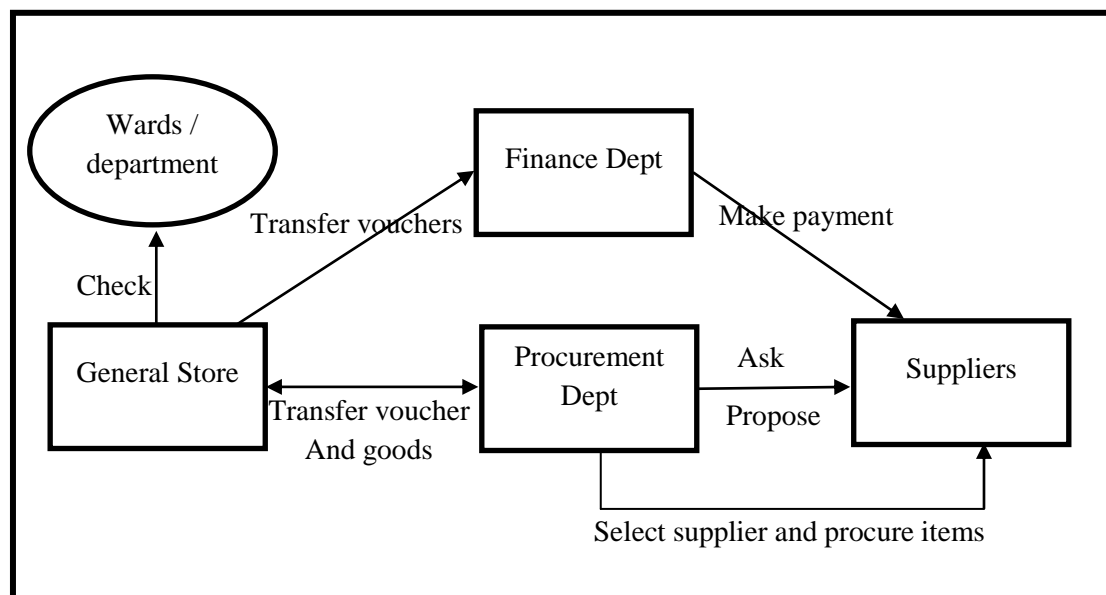 Wards /
department
Finance Dept
Transfer vouchers
Make payment
Check
General Store
Procurement
Dept
Ask
Propose
Suppliers
Transfer voucher
And goods
Select supplier and procure items